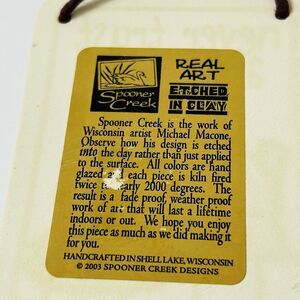 REAL
ART
ETCHED
IN CLAY
Spooner
Creek
Spooner Creek is the work of
Wisconsin artist Michael Macone.
Observe how his design is etched
into the clay rather than just applied
to the surface. All colors are hand
glazed and each piece is kiln fired
twice to nearly 2000 degrees. The
result is a fade proof, weather proof
work of art that will last a lifetime
indoors or out. We hope you enjoy
this piece as much as we did making it
for you.
HANDCRAFTED IN SHELL LAKE, WISCONSIN
© 2003 SPOONER CREEK DESIGNS